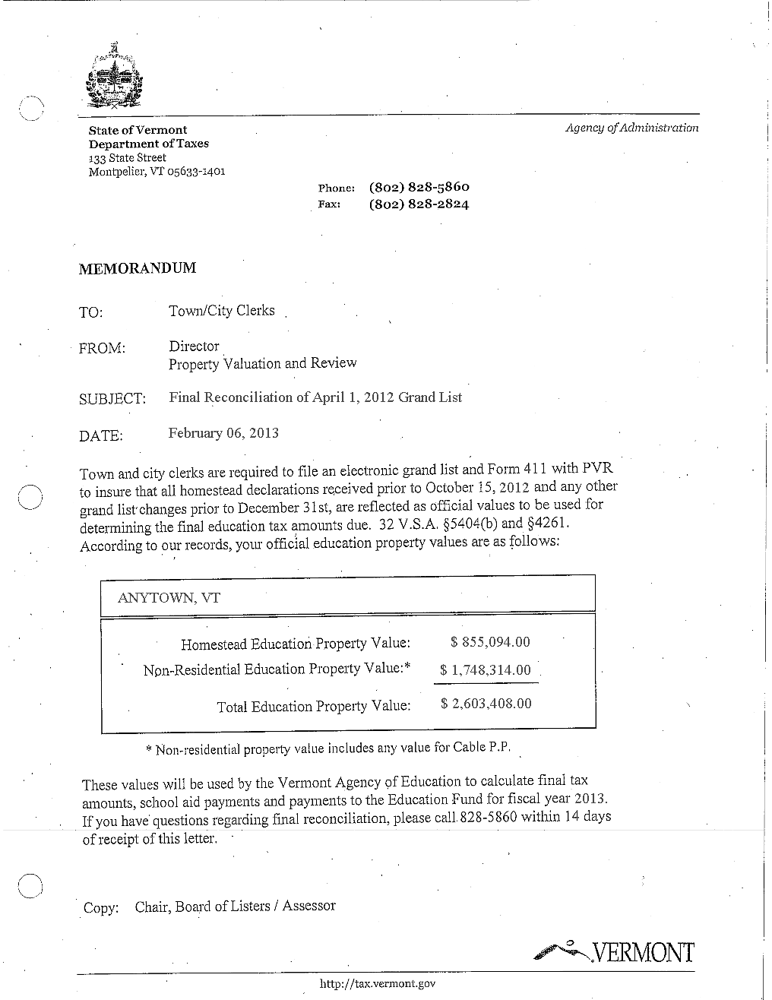 State of Vermont
Agency of Administration
Department of Taxes
133 State Street
Montpelier, VT 05633-1401
Phone: (802) 828-5860
Fax: (802) 828-2824
MEMORANDUM
TO: Town/City Clerks
FROM: Director
Property Valuation and Review
SUBJECT: Final Reconciliation of April 1, 2012 Grand List
DATE: February 06, 2013
Town and city clerks are required to file an electronic grand list and Form 411 with PVR
to insure that all homestead declarations received prior to October 15, 2012 and any other
grand list changes prior to December 31st, are reflected as official values to be used for
determining the final education tax amounts due. 32 V.S.A. §5404(b) and §4261.
According to our records, your official education property values are as follows:
ANYTOWN, VT
Homestead Education Property Value: $ 855,094.00
Non-Residential Education Property Value:* $ 1,748,314.00
Total Education Property Value: $ 2,603,408.00
* Non-residential property value includes any value for Cable P.P.
These values will be used by the Vermont Agency of Education to calculate final tax
amounts, school aid payments and payments to the Education Fund for fiscal year 2013.
If you have questions regarding final reconciliation, please call 828-5860 within 14 days
of receipt of this letter.
Copy: Chair, Board of Listers / Assessor
VERMONT
http://tax.vermont.gov